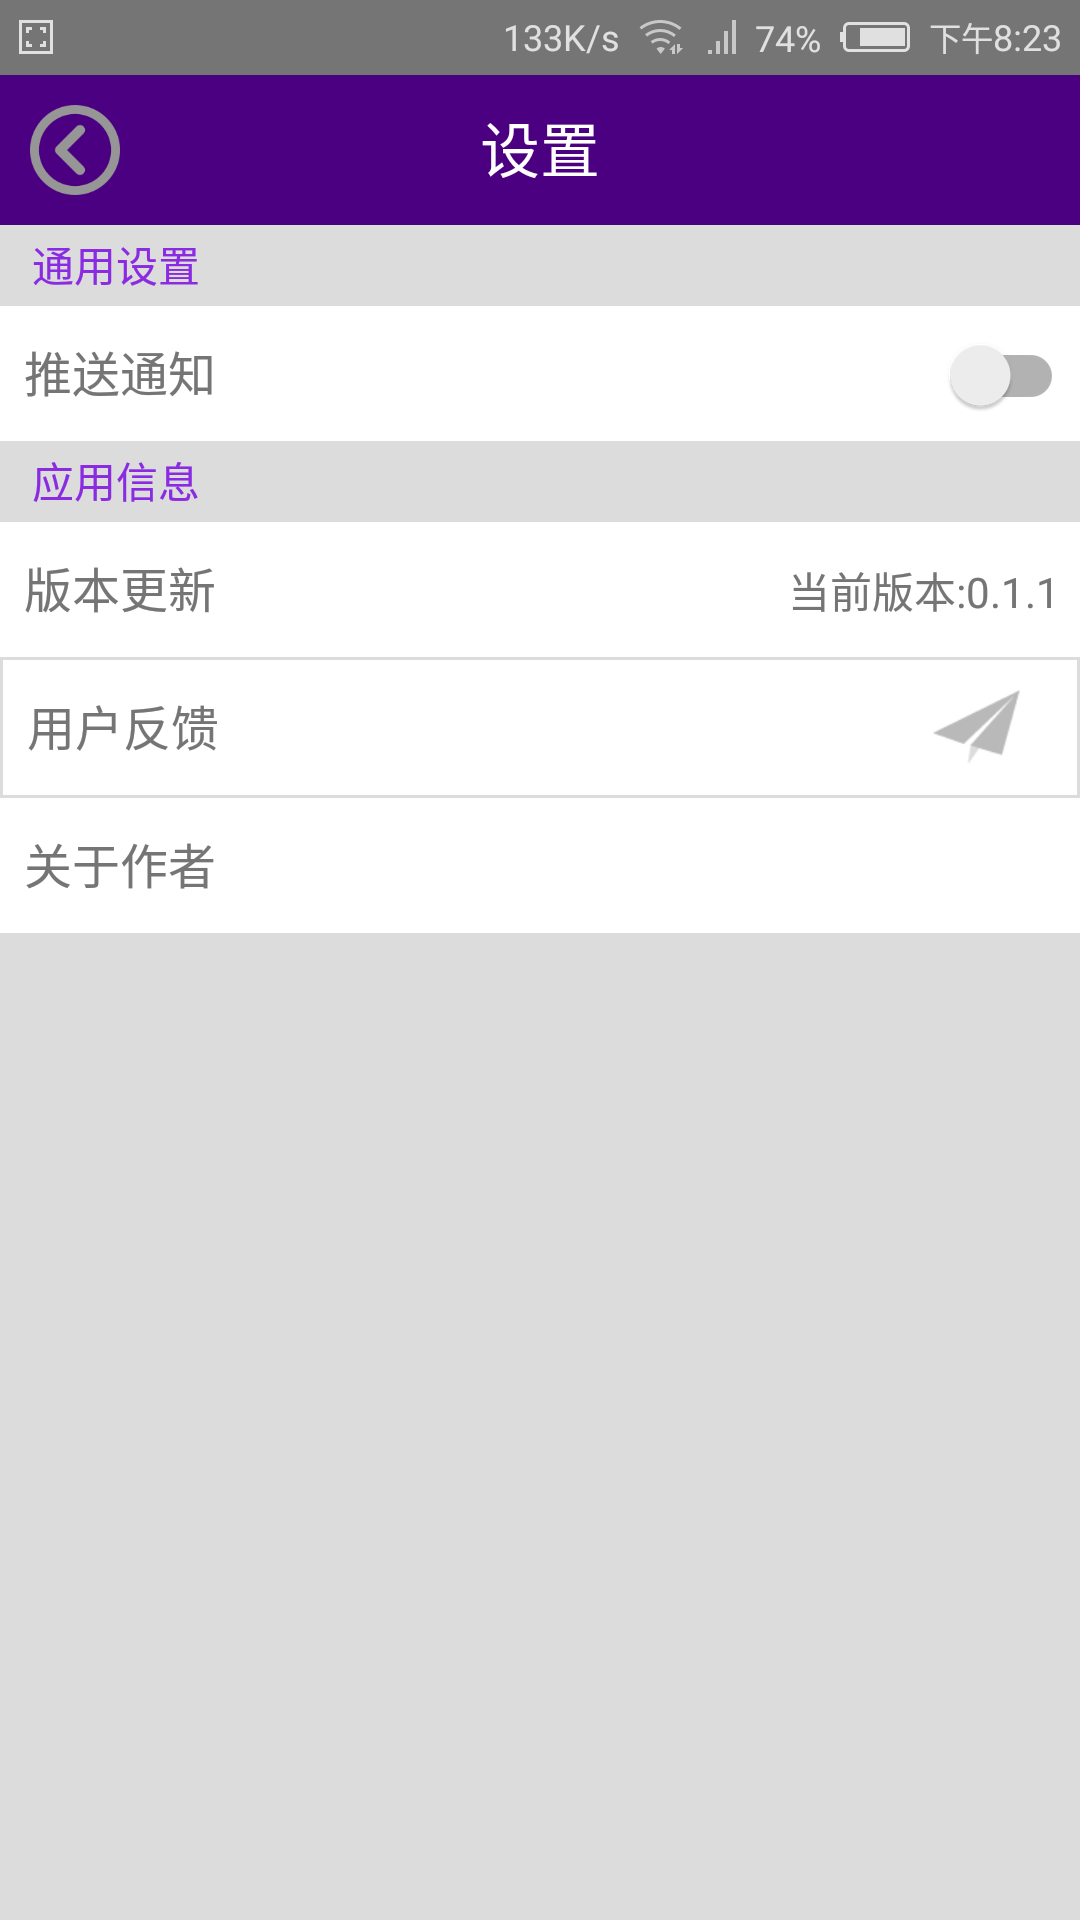 133K/s 74% 下午8:23
设置
通用设置
推送通知
应用信息
版本更新 当前版本:0.1.1
用户反馈
关于作者